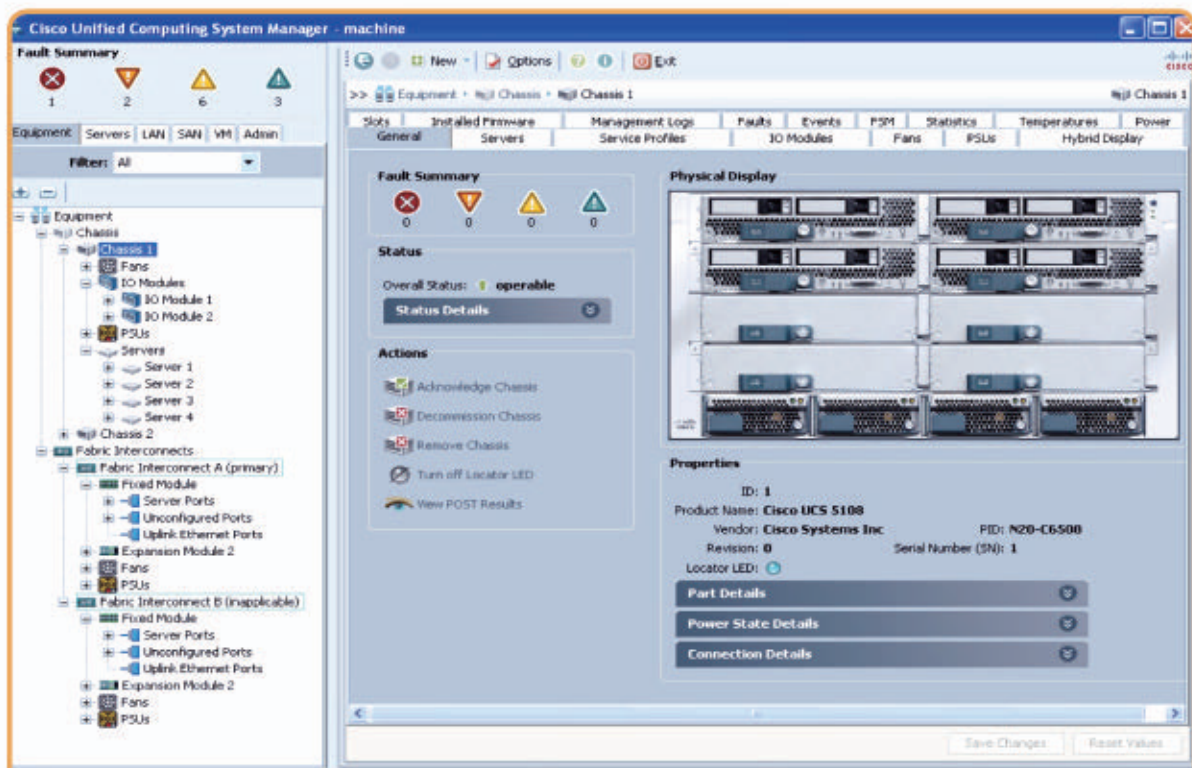 Cisco Unified Computing System Manager - machine
Fault Summary
1 2 6 3
Equipment Servers LAN SAN VM Admin
Filter: All
Equipment
Chassis
Chassis 1
Fans
IO Modules
IO Module 1
IO Module 2
PSUs
Servers
Server 1
Server 2
Server 3
Server 4
Chassis 2
Fabric Interconnects
Fabric Interconnect A (primary)
Fixed Module
Server Ports
Unconfigured Ports
Uplink Ethernet Ports
Expansion Module 2
Fans
PSUs
Fabric Interconnect B (inapplicable)
Fixed Module
Server Ports
Unconfigured Ports
Uplink Ethernet Ports
Expansion Module 2
Fans
PSUs
New Options Exit
CISCO
>> Equipment Chassis Chassis 1 Chassis 1
Slots Installed Firmware Management Logs Faults Events FSM Statistics Temperatures Power
General Servers Service Profiles IO Modules Fans PSUs Hybrid Display
Fault Summary
0 0 0 0
Status
Overall Status: operable
Status Details
Actions
Acknowledge Chassis
Decommission Chassis
Remove Chassis
Turn off Locator LED
View POST Results
Physical Display
Properties
ID: 1
Product Name: Cisco UCS 5108
Vendor: Cisco Systems Inc PID: N20-C6508
Revision: 0 Serial Number (SN): 1
Locator LED:
Part Details
Power State Details
Connection Details
Save Changes Reset Values